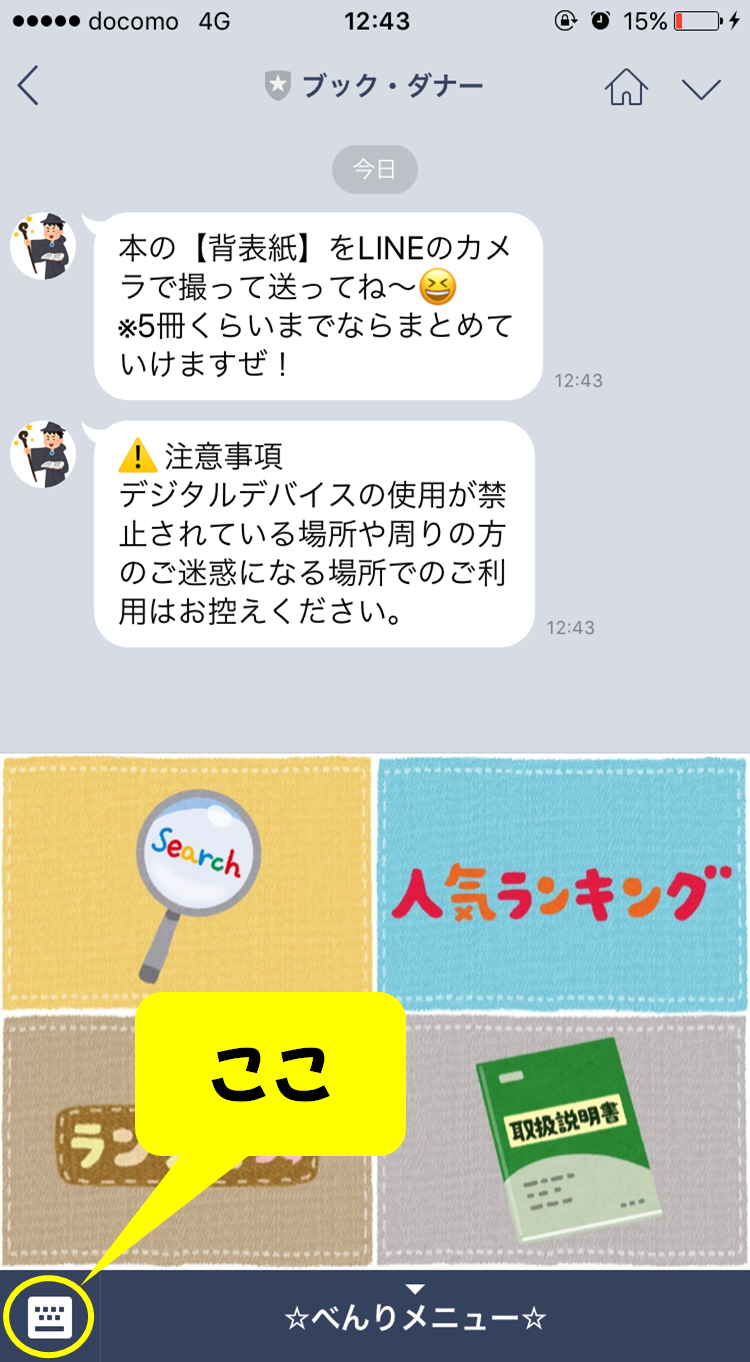 docomo 4G 12:43 15%
ブック・ダナー
今日
本の【背表紙】をLINEのカメ
ラで撮って送ってね〜😆
※5冊くらいまでならまとめて
いけますぜ！
12:43
⚠️注意事項
デジタルデバイスの使用が禁
止されている場所や周りの方
のご迷惑になる場所でのご利
用はお控えください。
12:43
Search
人気ランキング
ここ
取扱説明書
☆べんりメニュー☆